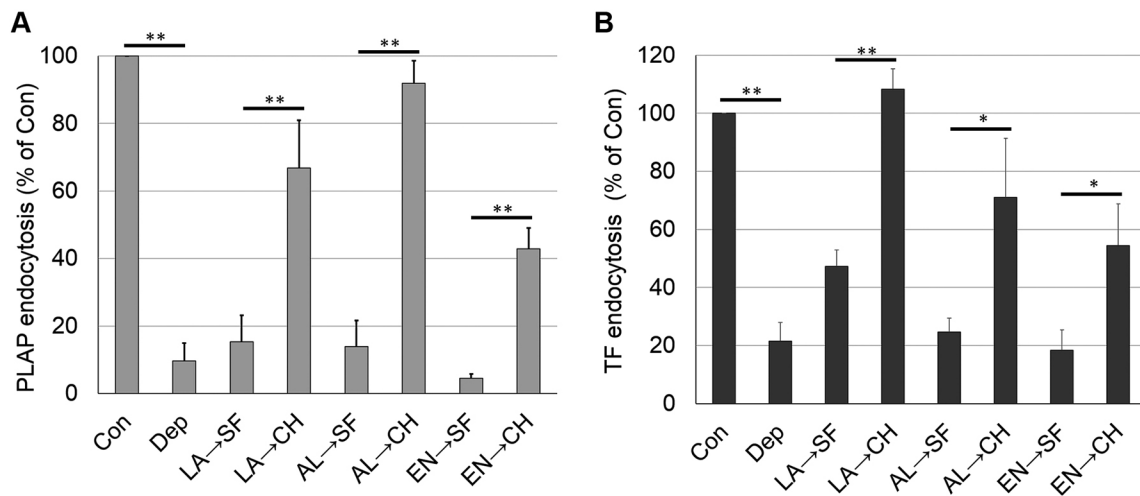 A
PLAP endocytosis (% of Con)
100
80
60
40
20
0
**
**
**
**
Con
Dep
LA→SF
LA→CH
AL→SF
AL→CH
EN→SF
EN→CH
B
TF endocytosis (% of Con)
120
100
80
60
40
20
0
**
**
*
*
Con
Dep
LA→SF
LA→CH
AL→SF
AL→CH
EN→SF
EN→CH